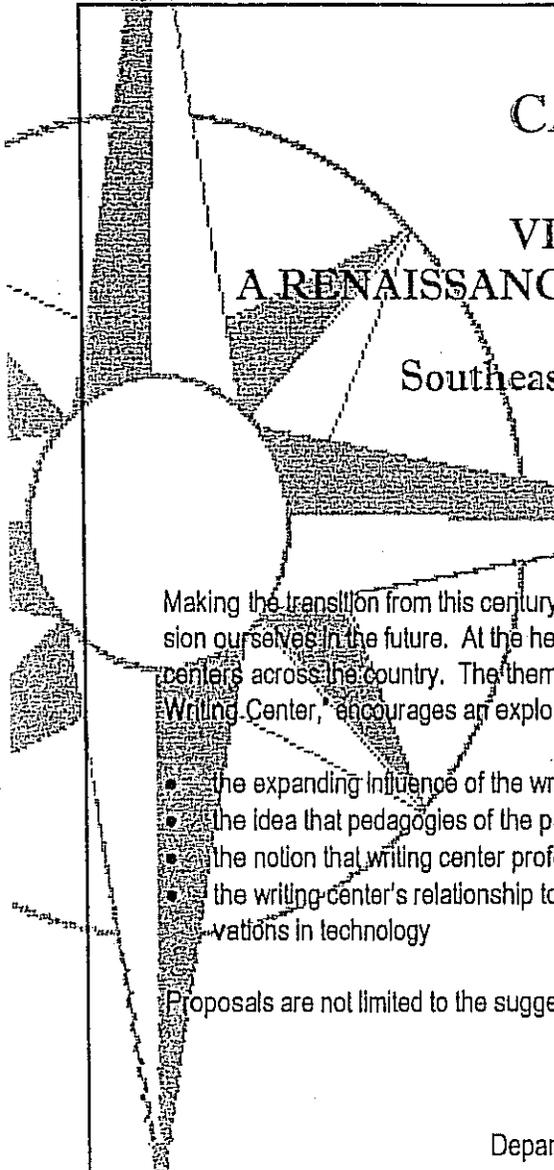 CA
VI
A RENAISSANC
Southeas
Making the transition from this century
sion ourselves in the future. At the he
centers across the country. The them
Writing Center," encourages an explo
• the expanding influence of the wr
• the idea that pedagogies of the p
• the notion that writing center prof
• the writing center's relationship to
vations in technology
Proposals are not limited to the sugge
Depar